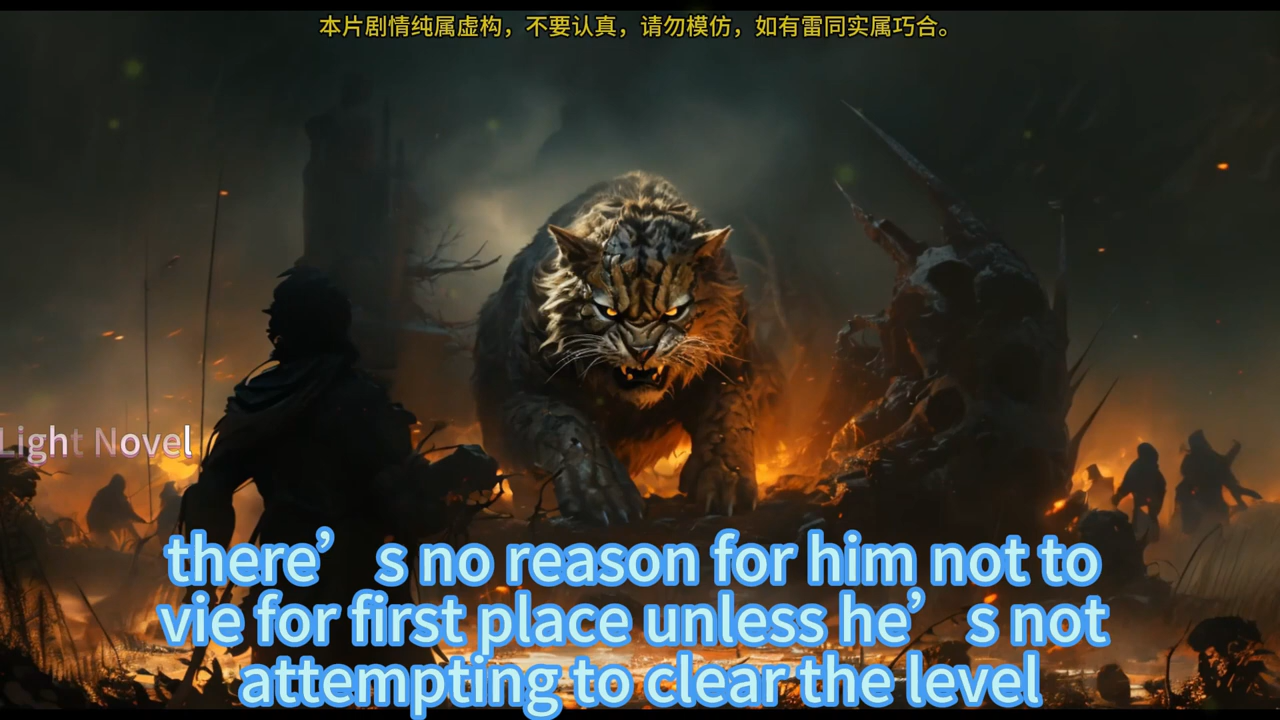 本片剧情纯属虚构，不要认真，请勿模仿，如有雷同实属巧合。
Light Novel
there’s no reason for him not to
vie for first place unless he’s not
attempting to clear the level